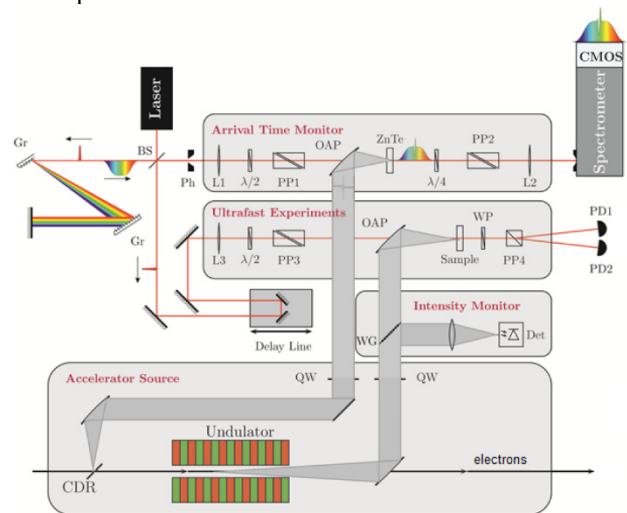 CMOS
Spectrometer
Laser
Arrival Time Monitor
OAP
ZnTe
PP2
Gr
BS
Ph
L1
λ/2
PP1
λ/4
L2
Ultrafast Experiments
OAP
WP
PD1
Gr
L3
λ/2
PP3
Sample
PP4
PD2
Delay Line
Intensity Monitor
WG
Det
Accelerator Source
QW
QW
Undulator
CDR
electrons